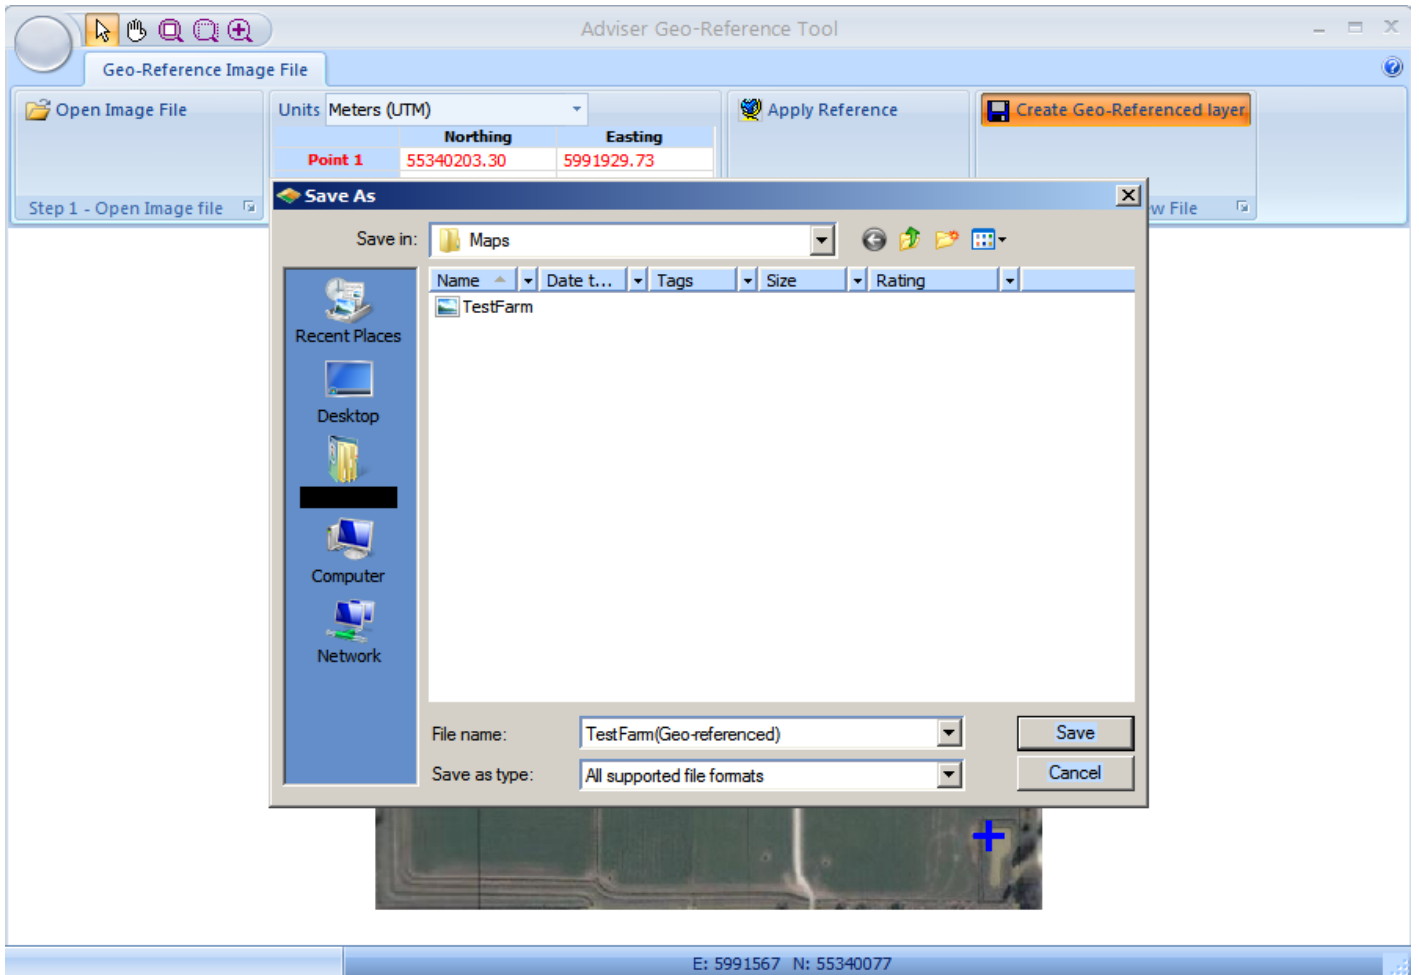 Adviser Geo-Reference Tool
Geo-Reference Image File
Open Image File
Units Meters (UTM)
Apply Reference
Create Geo-Referenced layer
Northing Easting
Point 1 55340203.30 5991929.73
Step 1 - Open Image file
w File
Save As
Save in: Maps
Name Date t... Tags Size Rating
TestFarm
Recent Places
Desktop
Computer
Network
File name: TestFarm(Geo-referenced) Save
Save as type: All supported file formats Cancel
E: 5991567 N: 55340077